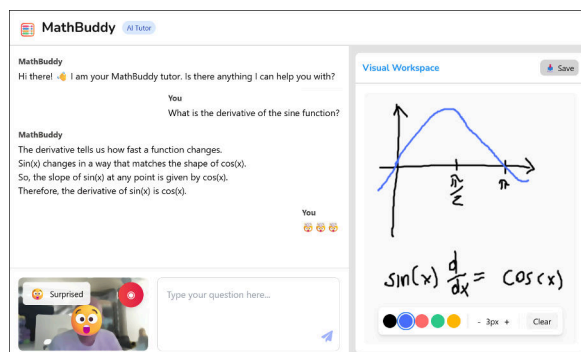 MathBuddy AI Tutor
MathBuddy
Hi there! 👋 I am your MathBuddy tutor. Is there anything I can help you with?
You
What is the derivative of the sine function?
MathBuddy
The derivative tells us how fast a function changes.
Sin(x) changes in a way that matches the shape of cos(x).
So, the slope of sin(x) at any point is given by cos(x).
Therefore, the derivative of sin(x) is cos(x).
You
🤯🤯🤯
Surprised
Type your question here...
Visual Workspace
Save
π/2
π
sin(x) d/dx = cos(x)
- 3px +
Clear